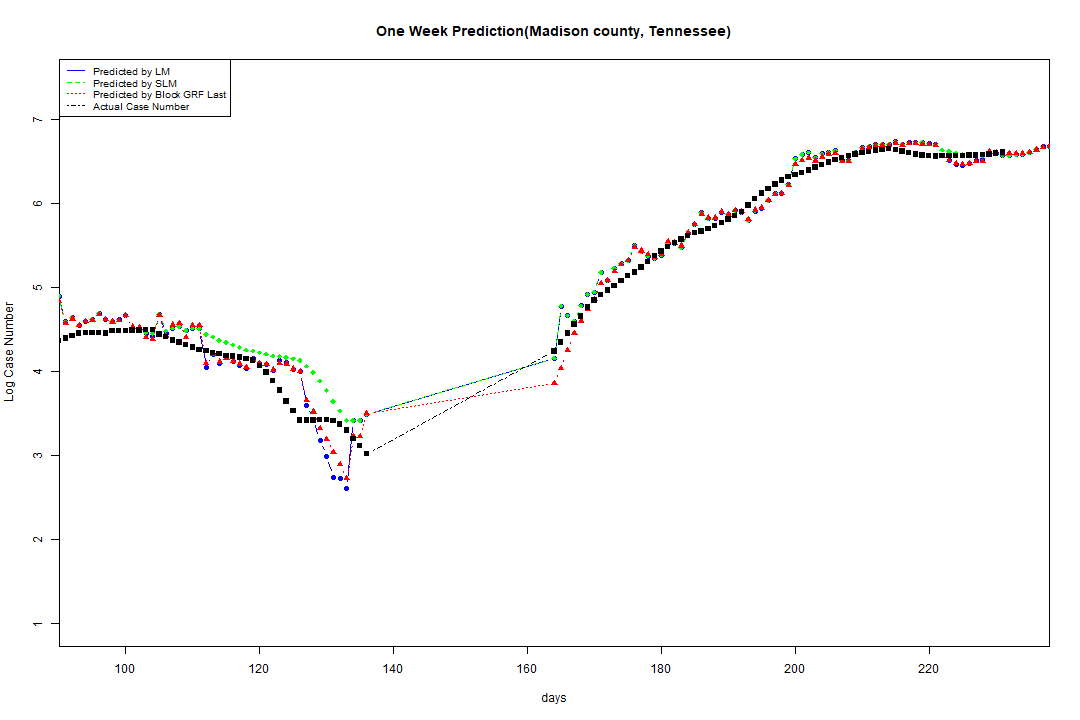 One Week Prediction(Madison county, Tennessee)
Predicted by LM
Predicted by SLM
Predicted by Block GRF Last
Actual Case Number
7
6
5
4
3
2
1
Log Case Number
100 120 140 160 180 200 220
days